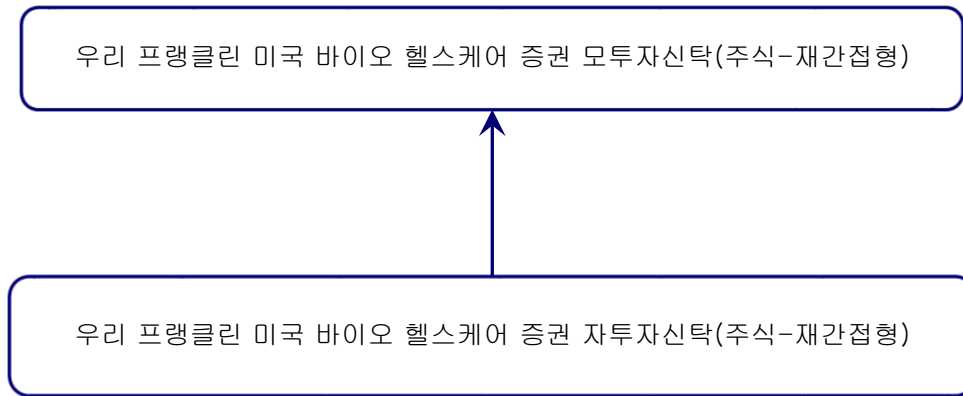 우리 프랭클린 미국 바이오 헬스케어 증권 모투자신탁(주식-재간접형)
우리 프랭클린 미국 바이오 헬스케어 증권 자투자신탁(주식-재간접형)